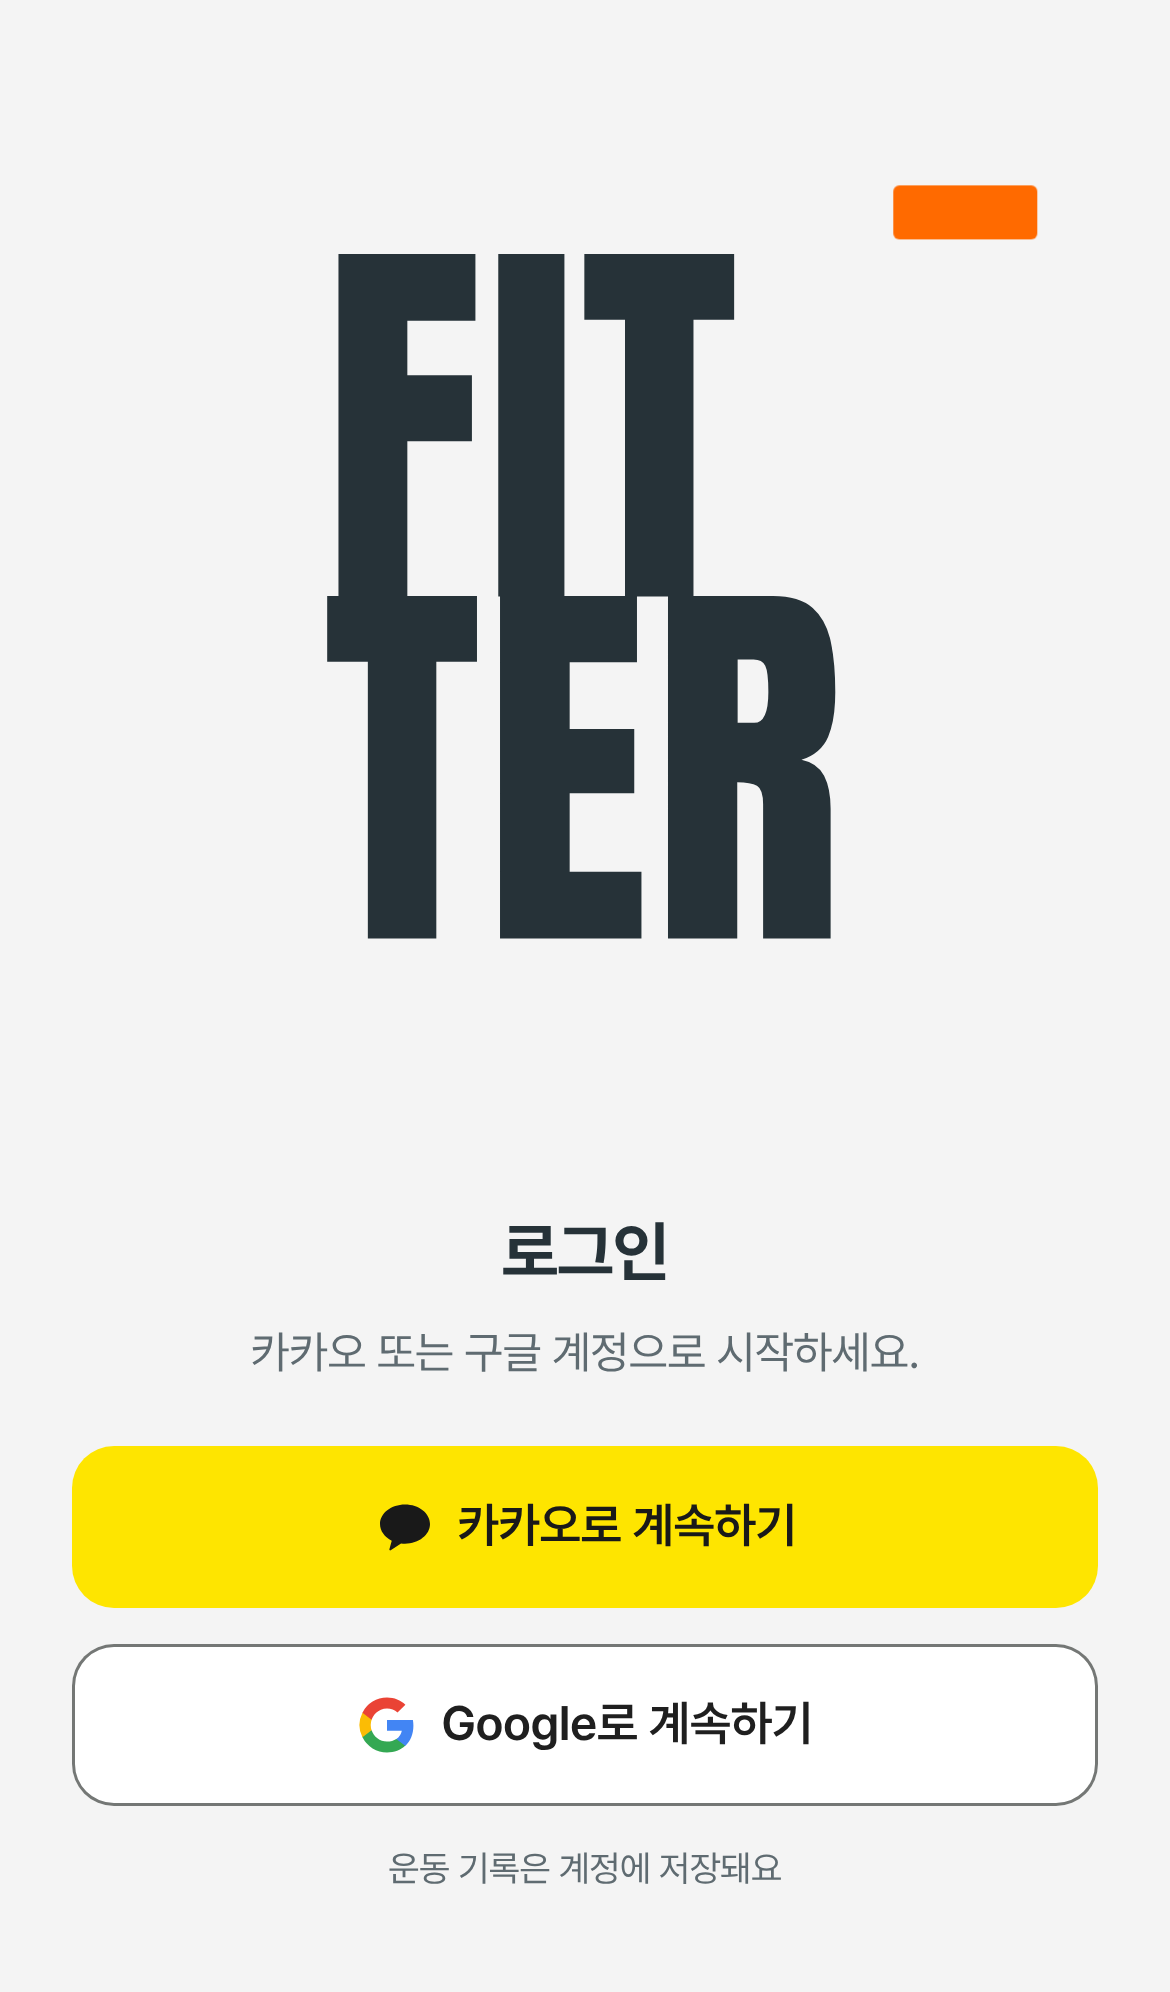 FIT
TER
로그인
카카오 또는 구글 계정으로 시작하세요.
카카오로 계속하기
Google로 계속하기
운동 기록은 계정에 저장돼요